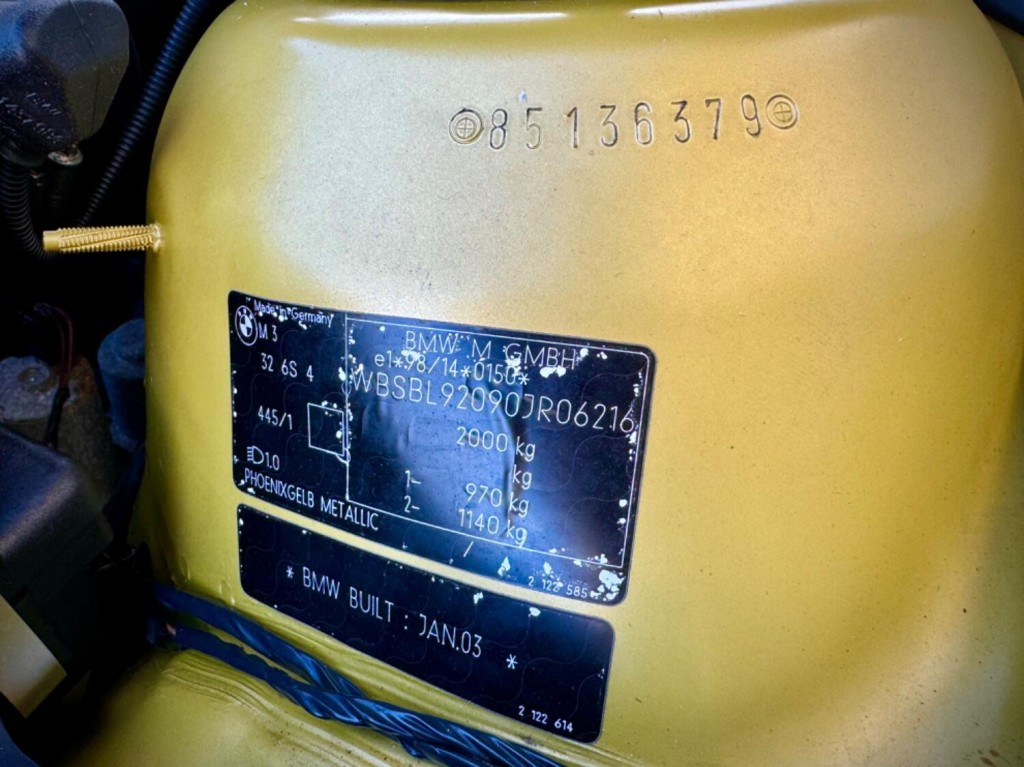 85136379
Made in Germany
M 3
32 6S 4
445/1
1.0
PHOENIXGELB METALLIC
BMW M GMBH
e1*98/14*0150*
WBSBL92090JR06216
2000 kg
kg
1- 970 kg
2- 1140 kg
/
2 122 585
* BMW BUILT : JAN.03 *
2 122 614